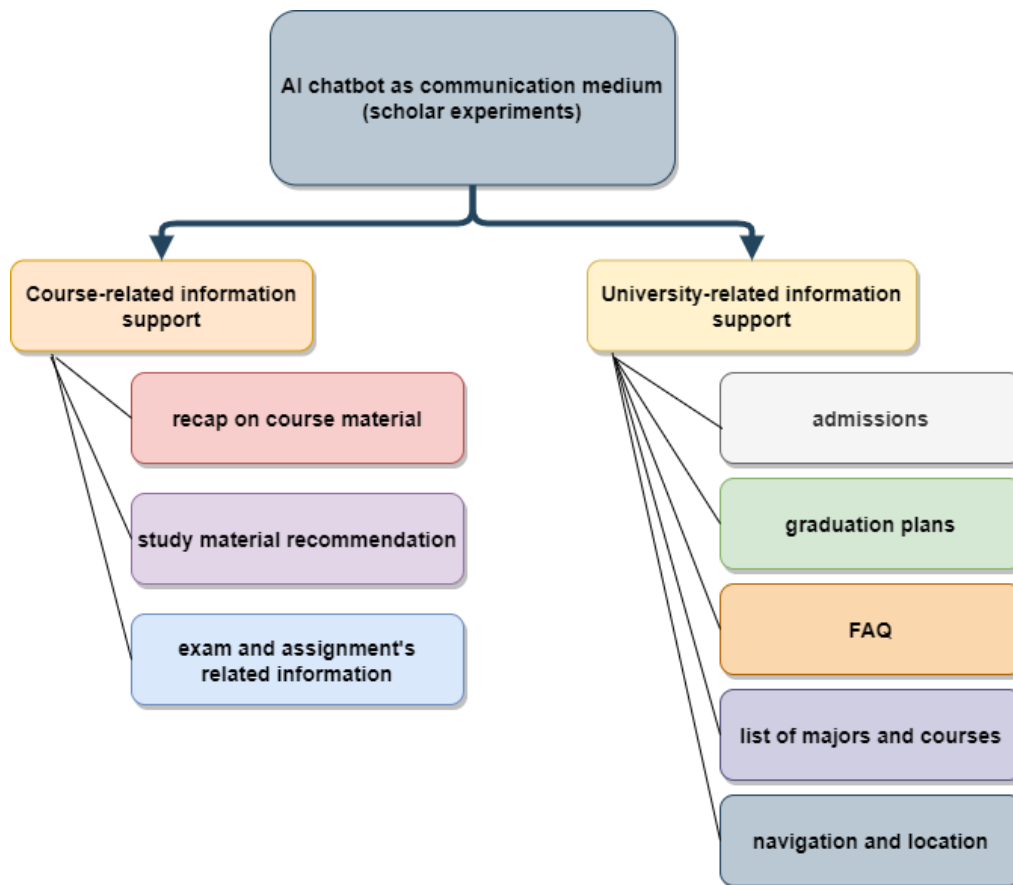 AI chatbot as communication medium
(scholar experiments)
Course-related information
support
recap on course material
study material recommendation
exam and assignment's
related information
University-related information
support
admissions
graduation plans
FAQ
list of majors and courses
navigation and location